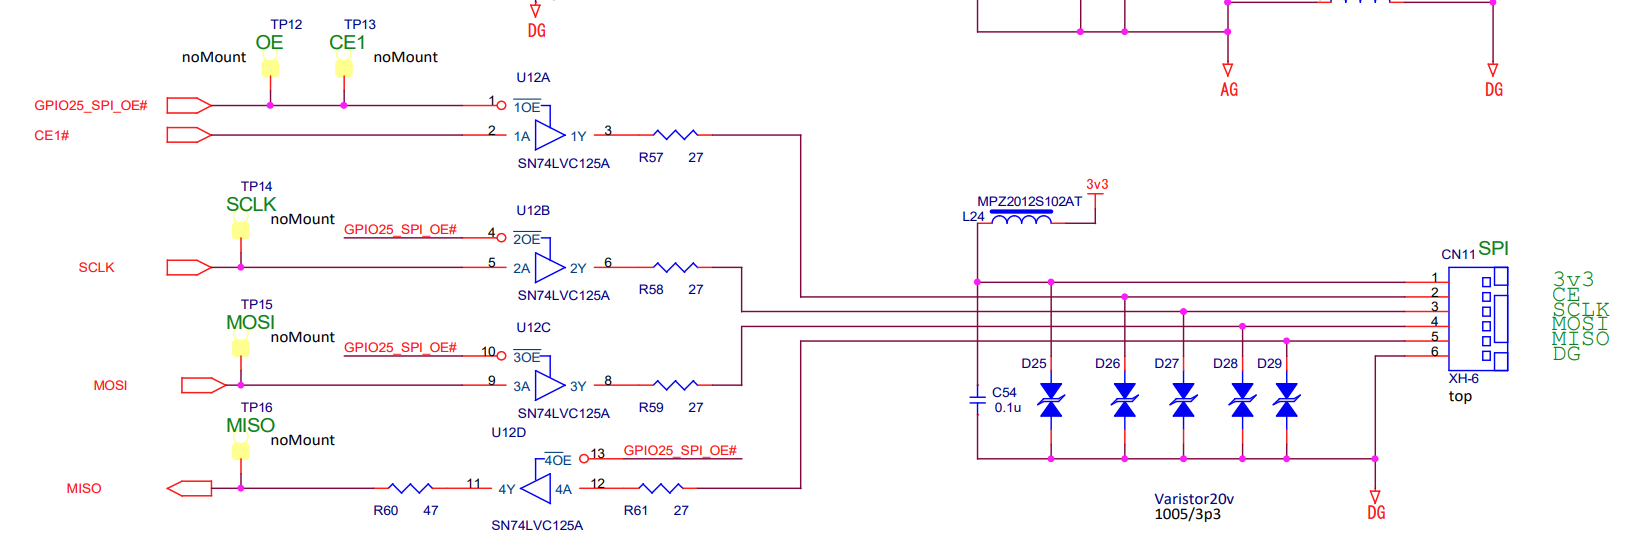 DG
TP12
TP13
OE
CE1
noMount
noMount
AG
DG
U12A
GPIO25_SPI_OE#
1
1OE
CE1#
2
1A
1Y
3
SN74LVC125A
R57
27
TP14
SCLK
noMount
U12B
GPIO25_SPI_OE#
4
2OE
SCLK
5
2A
2Y
6
SN74LVC125A
R58
27
3v3
MPZ2012S102AT
L24
CN11
SPI
1
2
3
4
5
6
3v3
CE
SCLK
MOSI
MISO
DG
XH-6
top
TP15
MOSI
noMount
U12C
GPIO25_SPI_OE#
10
3OE
MOSI
9
3A
3Y
8
SN74LVC125A
R59
27
D25
D26
D27
D28
D29
C54
0.1u
TP16
MISO
noMount
U12D
4OE
13
GPIO25_SPI_OE#
MISO
11
4Y
4A
12
R60
47
R61
27
SN74LVC125A
Varistor20v
1005/3p3
DG